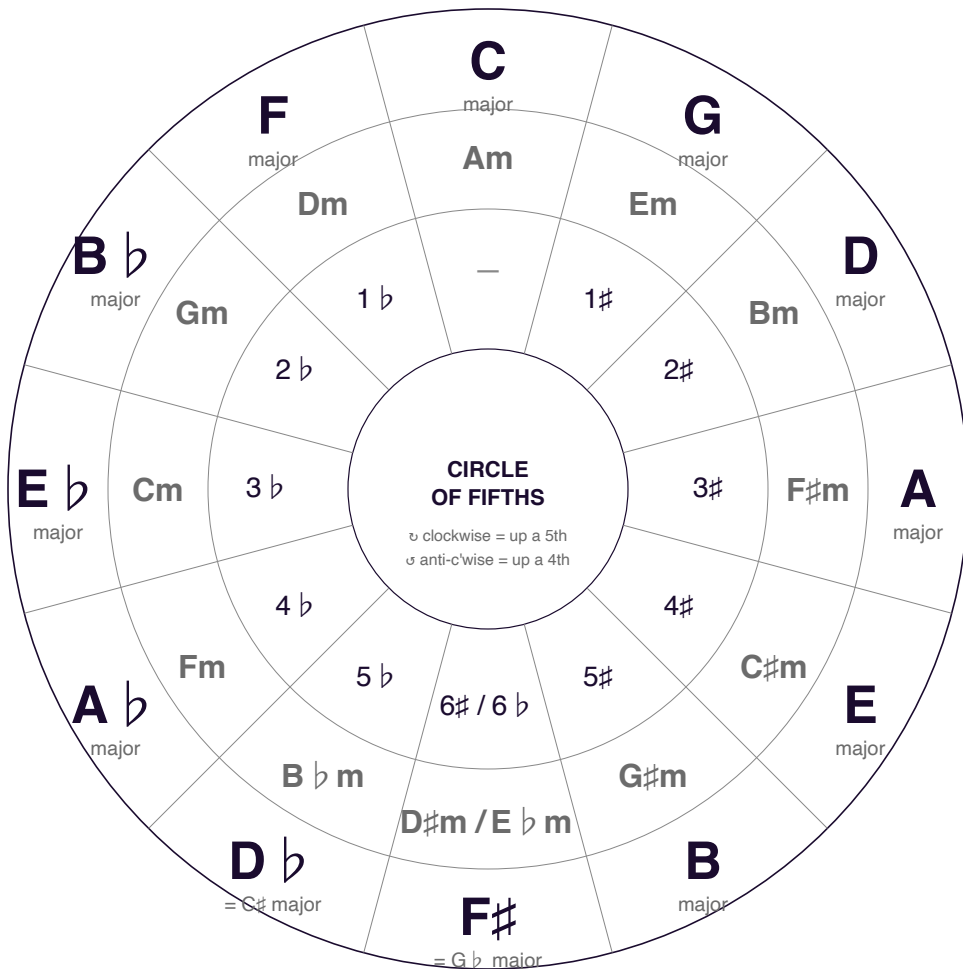 C
major
G
major
D
major
A
major
E
major
B
major
F♯
= G♭ major
D♭
= C♯ major
A♭
major
E♭
major
B♭
major
F
major
Am
Em
Bm
F♯m
C♯m
G♯m
D♯m / E♭m
B♭m
Fm
Cm
Gm
Dm
—
1♯
2♯
3♯
4♯
5♯
6♯ / 6♭
5♭
4♭
3♭
2♭
1♭
CIRCLE
OF FIFTHS
↻ clockwise = up a 5th
↺ anti-c'wise = up a 4th